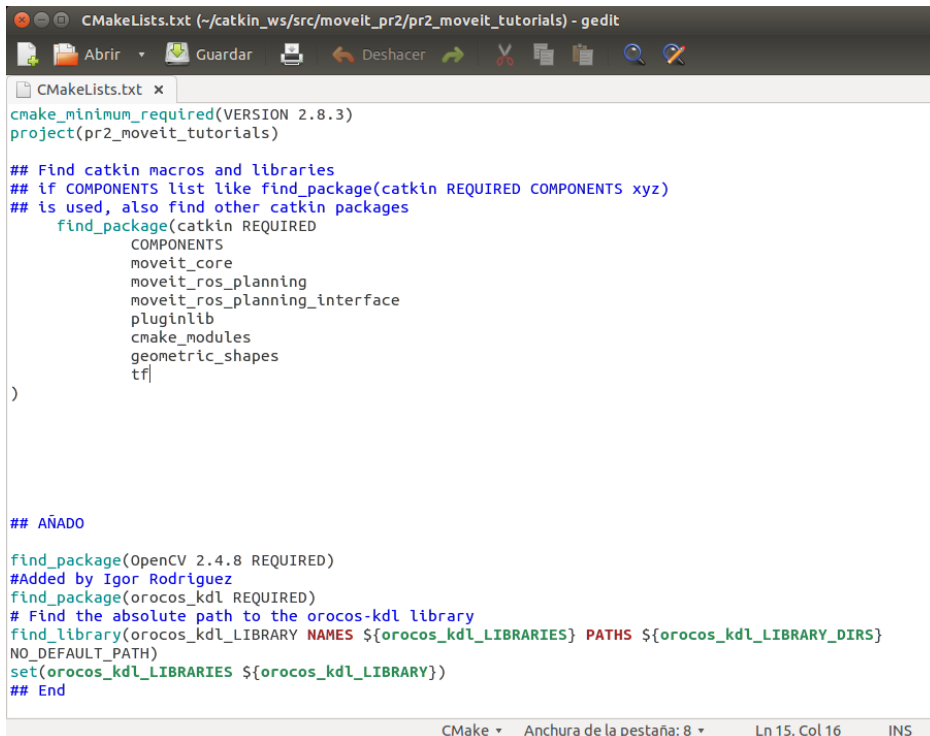 CMakeLists.txt (~/catkin_ws/src/moveit_pr2/pr2_moveit_tutorials) - gedit
Abrir Guardar Deshacer
CMakeLists.txt ×
cmake_minimum_required(VERSION 2.8.3)
project(pr2_moveit_tutorials)
## Find catkin macros and libraries
## if COMPONENTS list like find_package(catkin REQUIRED COMPONENTS xyz)
## is used, also find other catkin packages
find_package(catkin REQUIRED
COMPONENTS
moveit_core
moveit_ros_planning
moveit_ros_planning_interface
pluginlib
cmake_modules
geometric_shapes
tf
)
## AÑADO
find_package(OpenCV 2.4.8 REQUIRED)
#Added by Igor Rodriguez
find_package(orocos_kdl REQUIRED)
# Find the absolute path to the orocos-kdl library
find_library(orocos_kdl_LIBRARY NAMES ${orocos_kdl_LIBRARIES} PATHS ${orocos_kdl_LIBRARY_DIRS}
NO_DEFAULT_PATH)
set(orocos_kdl_LIBRARIES ${orocos_kdl_LIBRARY})
## End
CMake Anchura de la pestaña: 8 Ln 15, Col 16 INS